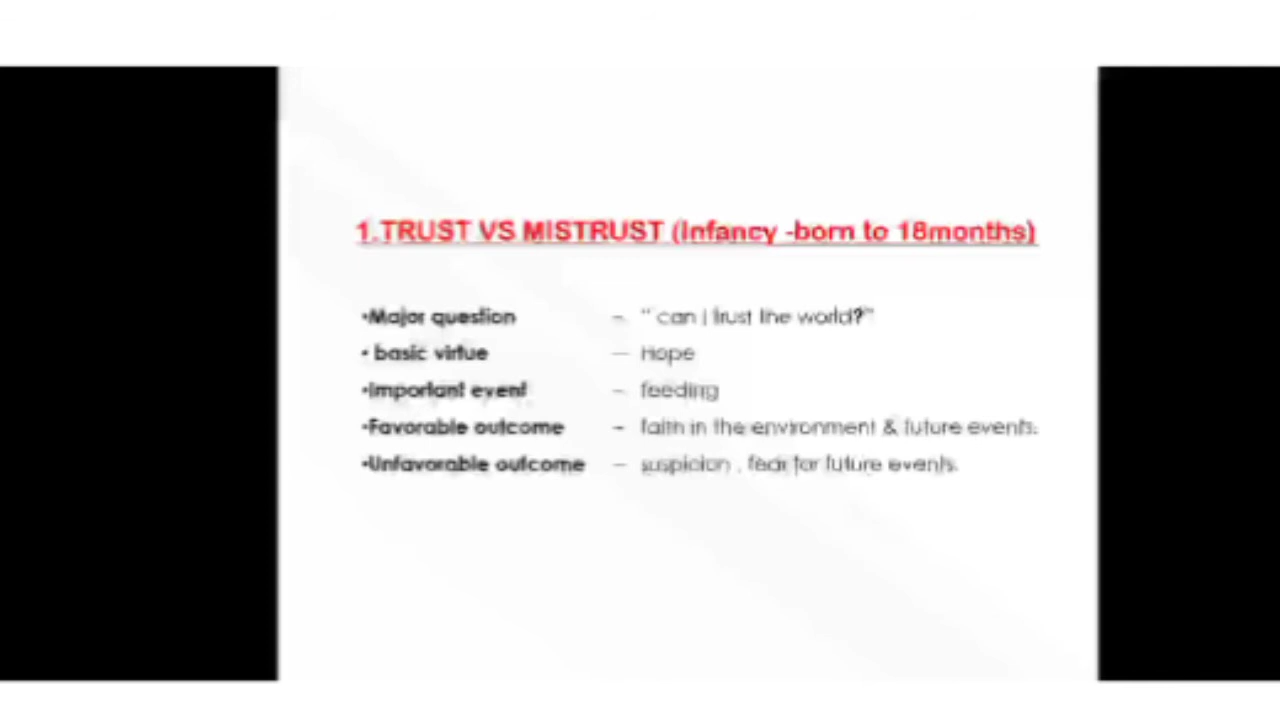 1.TRUST VS MISTRUST (Infancy -born to 18months)
•Major question – “ can I trust the world?”
• basic virtue – Hope
•Important event – feeding
•Favorable outcome – faith in the environment & future events.
•Unfavorable outcome – suspicion , fear for future events.